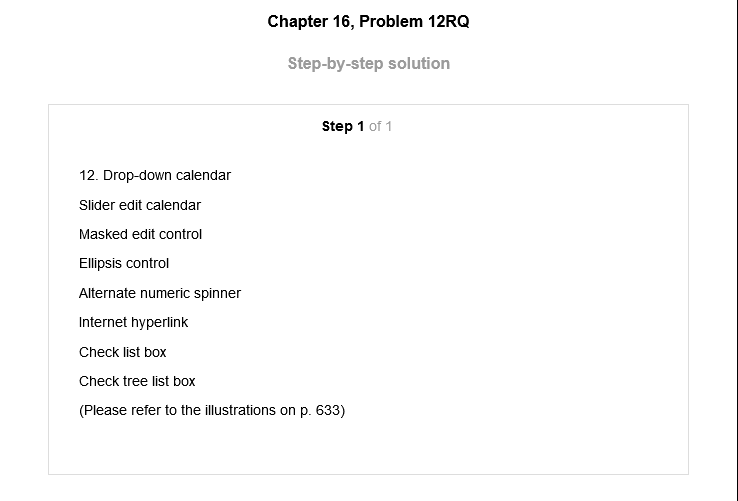 Chapter 16, Problem 12RQ
Step-by-step solution
Step 1 of 1
12. Drop-down calendar
Slider edit calendar
Masked edit control
Ellipsis control
Alternate numeric spinner
Internet hyperlink
Check list box
Check tree list box
(Please refer to the illustrations on p. 633)